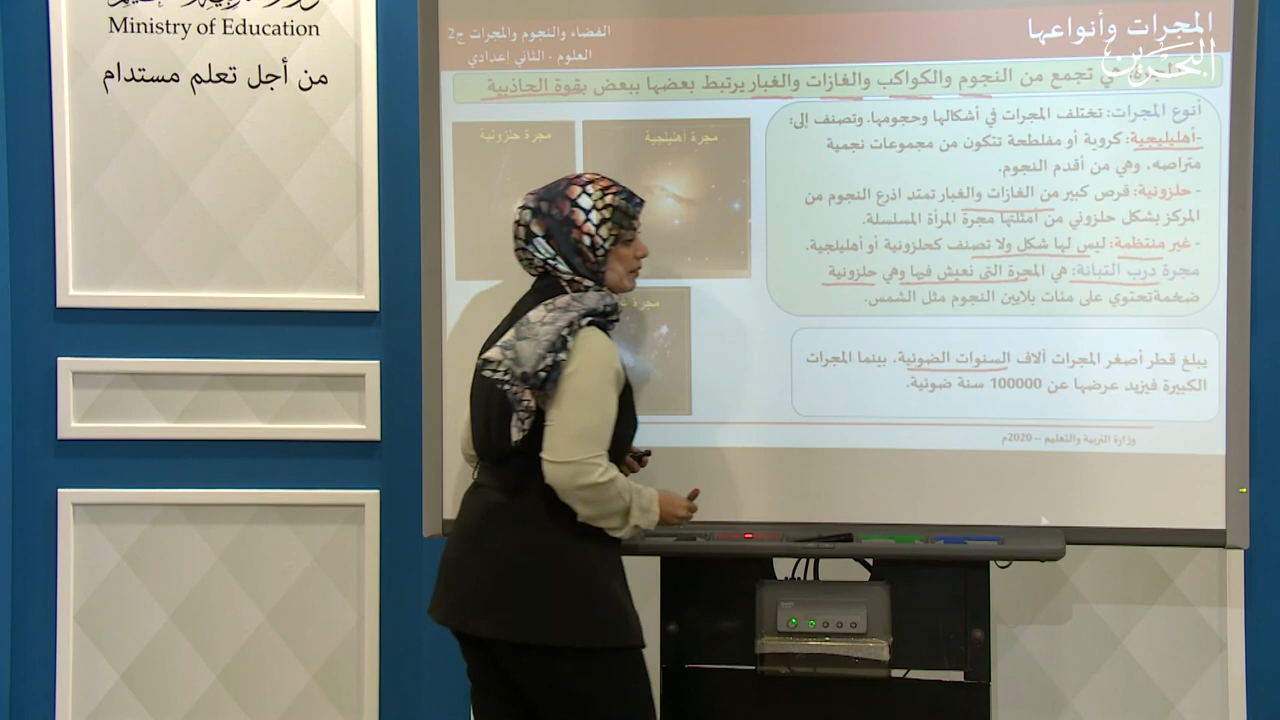 Ministry of Education
من أجل تعلم مستدام
المجرات وأنواعها
البحرين
الفضاء والنجوم والمجرات ج2
العلوم - الثاني اعدادي
هي تجمع من النجوم والكواكب والغازات والغبار يرتبط بعضها ببعض بقوة الجاذبية
أنوع المجرات: تختلف المجرات في أشكالها وحجومها. وتصنف إلى:
-أهليليجية: كروية أو مفلطحة تتكون من مجموعات نجمية
متراصه. وهي من أقدم النجوم.
- حلزونية: قرص كبير من الغازات والغبار تمتد اذرع النجوم من
المركز بشكل حلزوني من أمثلتها مجرة المرأة المسلسلة.
- غير منتظمة: ليس لها شكل ولا تصنف كحلزونية أو أهليلجية.
مجرة درب التبانة: هي المجرة التي نعيش فيها وهي حلزونية
ضخمةتحتوي على مئات بلايين النجوم مثل الشمس.
مجرة أهليلجية
مجرة حلزونية
مجرة
يبلغ قطر أصغر المجرات آلاف السنوات الضوئية. بينما المجرات
الكبيرة فيزيد عرضها عن 100000 سنة ضوئية.
وزارة التربية والتعليم – 2020م